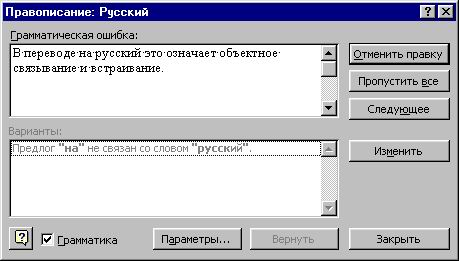 Правописание: Русский
Грамматическая ошибка:
В·переводе·на·русский·это·означает·объектное·
связывание·и·встраивание.
Отменить правку
Пропустить все
Следующее
Варианты:
Предлог "на" не связан со словом "русский".
Изменить
Грамматика
Параметры...
Вернуть
Закрыть